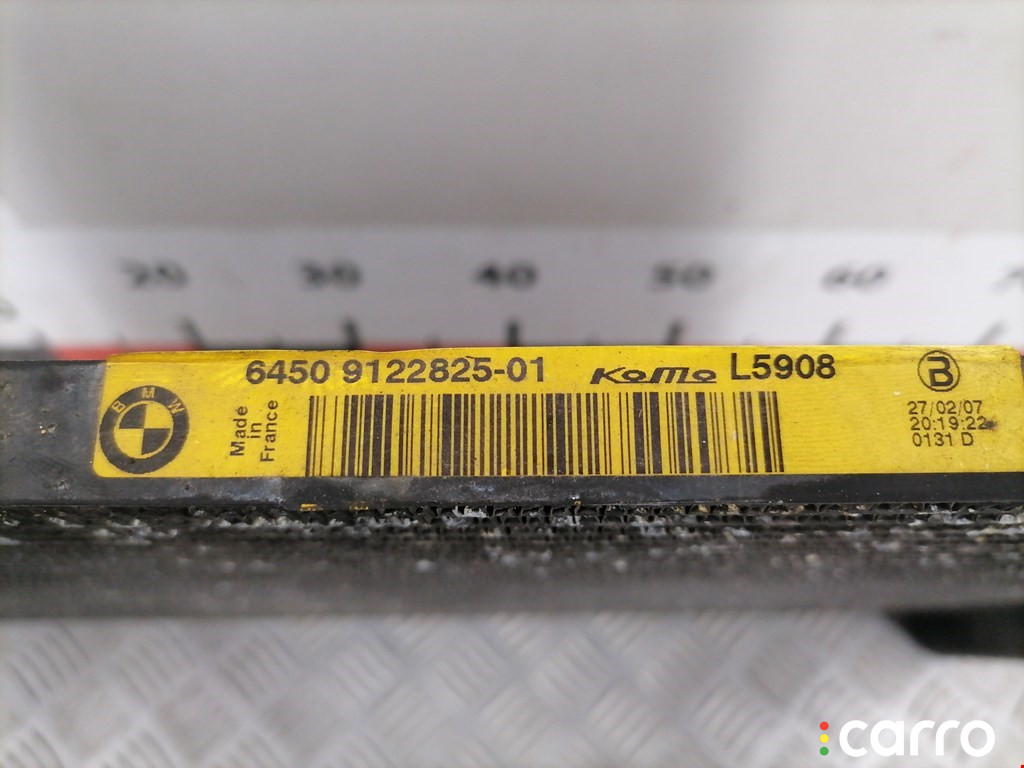 20 30 40 50 60
6450 9122825-01 KoMo L5908
BMW
Made
in
France
B
27/02/07
20:19:22
0131 D
carro